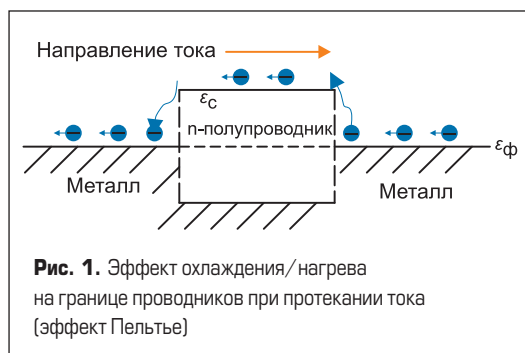 Направление тока
εc
n-полупроводник
εф
Металл
Металл
Рис. 1. Эффект охлаждения/нагрева
на границе проводников при протекании тока
(эффект Пельтье)